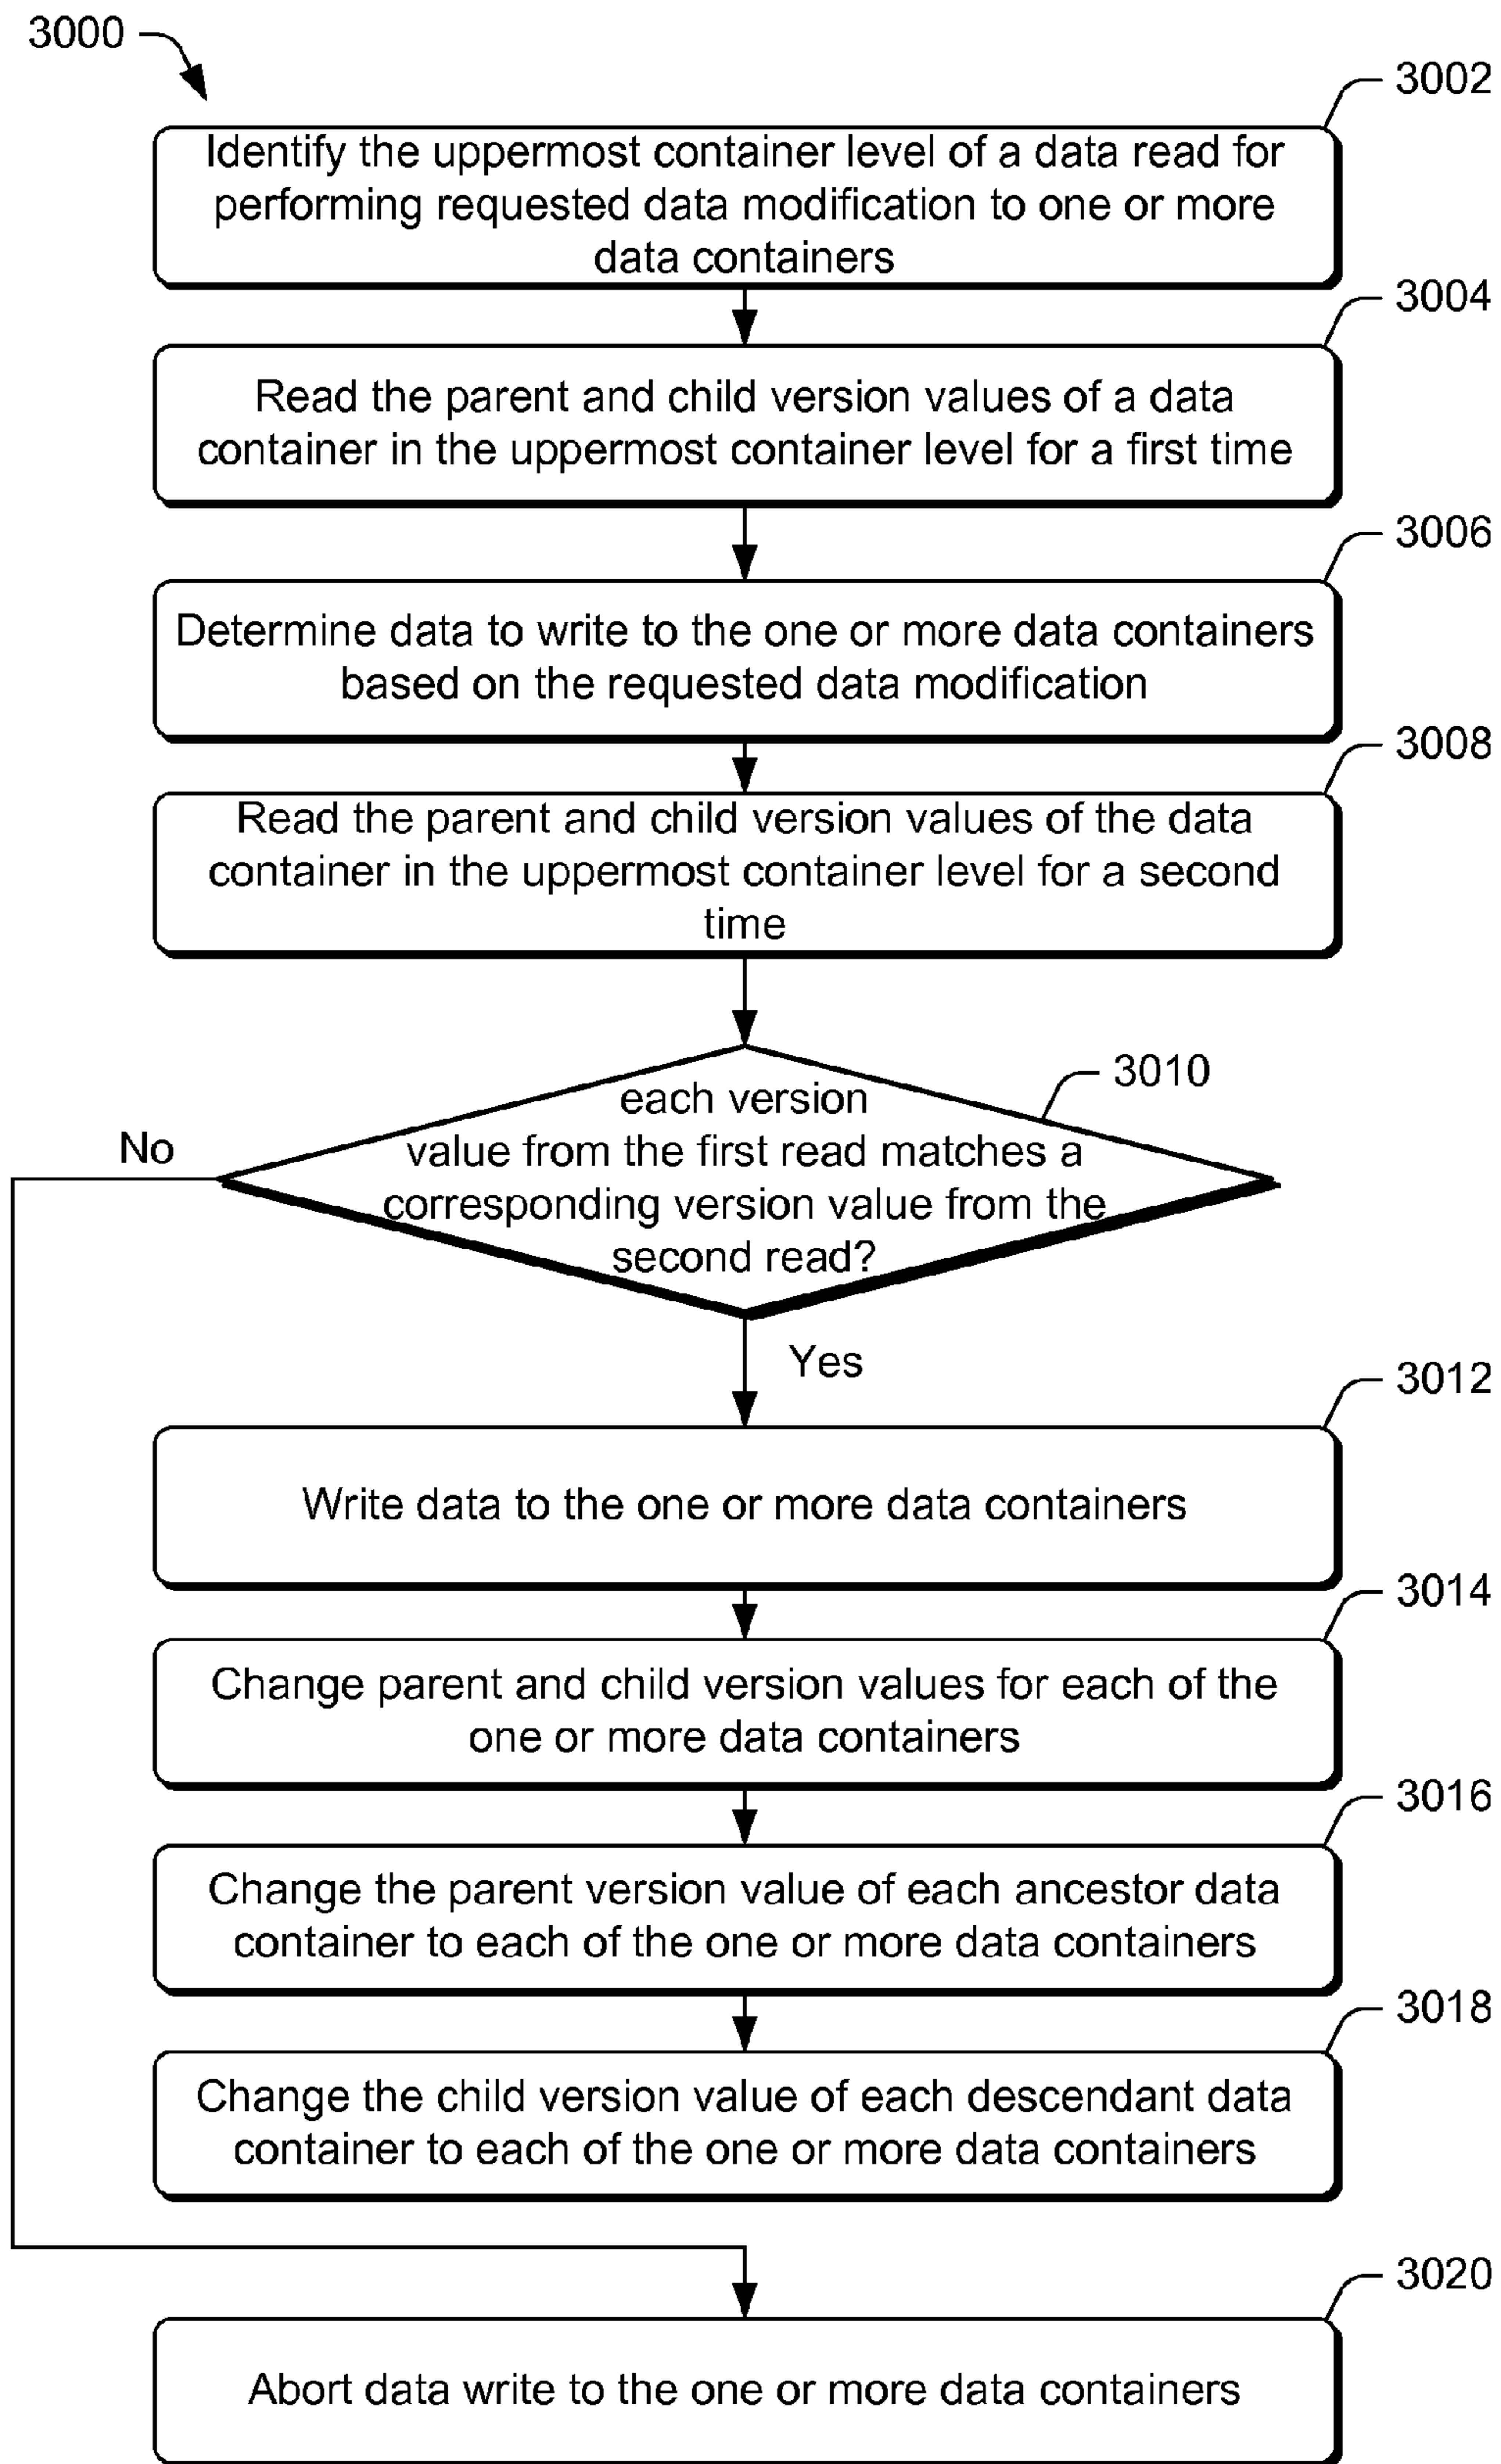 3000
3002
Identify the uppermost container level of a data read for
performing requested data modification to one or more
data containers
3004
Read the parent and child version values of a data
container in the uppermost container level for a first time
3006
Determine data to write to the one or more data containers
based on the requested data modification
3008
Read the parent and child version values of the data
container in the uppermost container level for a second
time
3010
each version
value from the first read matches a
corresponding version value from the
second read?
No
Yes
3012
Write data to the one or more data containers
3014
Change parent and child version values for each of the
one or more data containers
3016
Change the parent version value of each ancestor data
container to each of the one or more data containers
3018
Change the child version value of each descendant data
container to each of the one or more data containers
3020
Abort data write to the one or more data containers